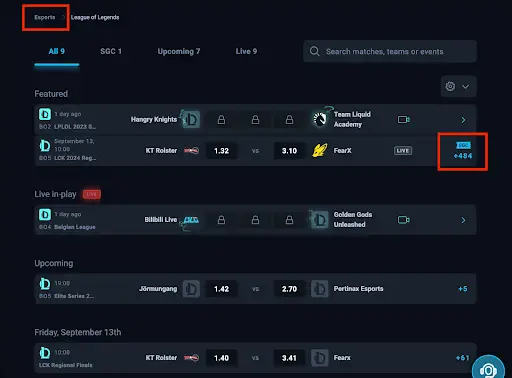 Esports > League of Legends
All 9 SGC 1 Upcoming 7 Live 9 Search matches, teams or events
Featured
1 day ago
BO2 LPLOL 2023 S... Hangry Knights Team Liquid Academy
September 13, 10:00
BO5 LCK 2024 Reg... KT Rolster 1.32 vs 3.10 FearX LIVE SGC +484
Live in-play LIVE
1 day ago
BO4 Belgian League Bilibili Live Golden Gods Unleashed
Upcoming
19:00
BO5 Elite Series 2... Jörmungang 1.42 vs 2.70 Pertinax Esports +5
Friday, September 13th
10:00
LCK Regional Finals KT Rolster 1.40 vs 3.41 Fearx +61